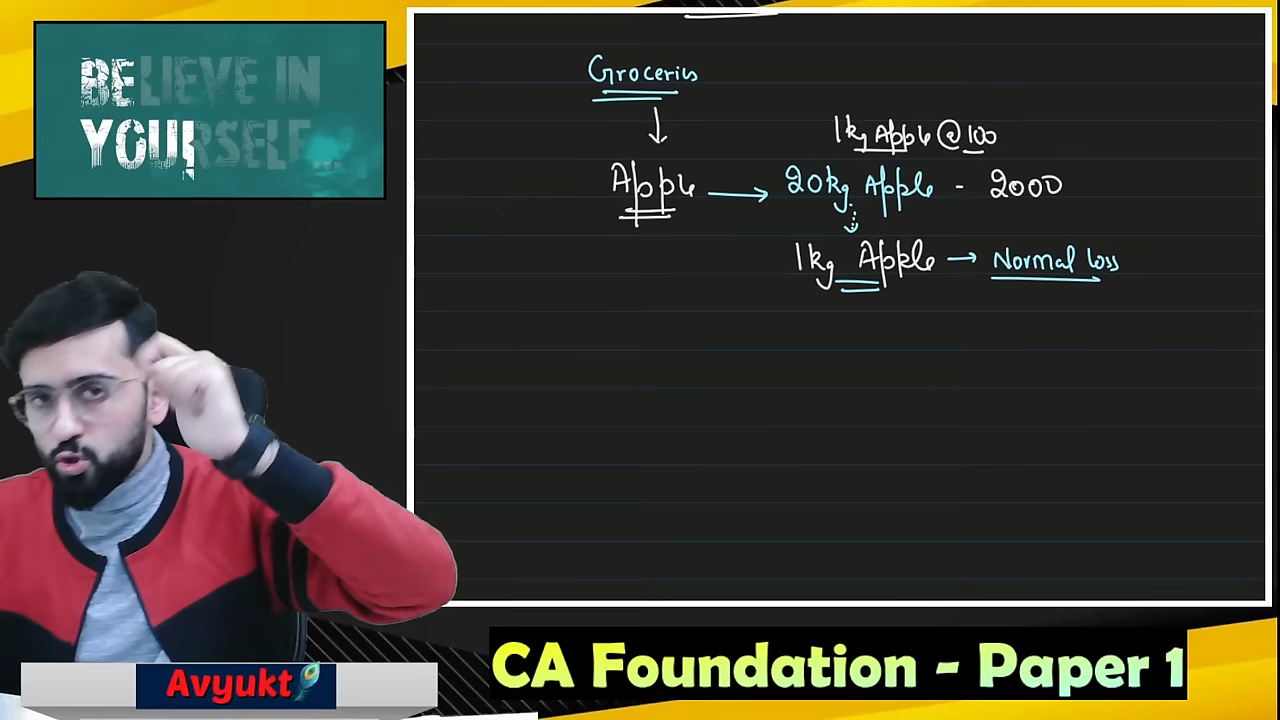 BELIEVE IN
YOURSELF...
Groceries
1kg Apple @ 100
Apple → 20kg Apple - 2000
1kg Apple → Normal loss
Avyukt
CA Foundation - Paper 1